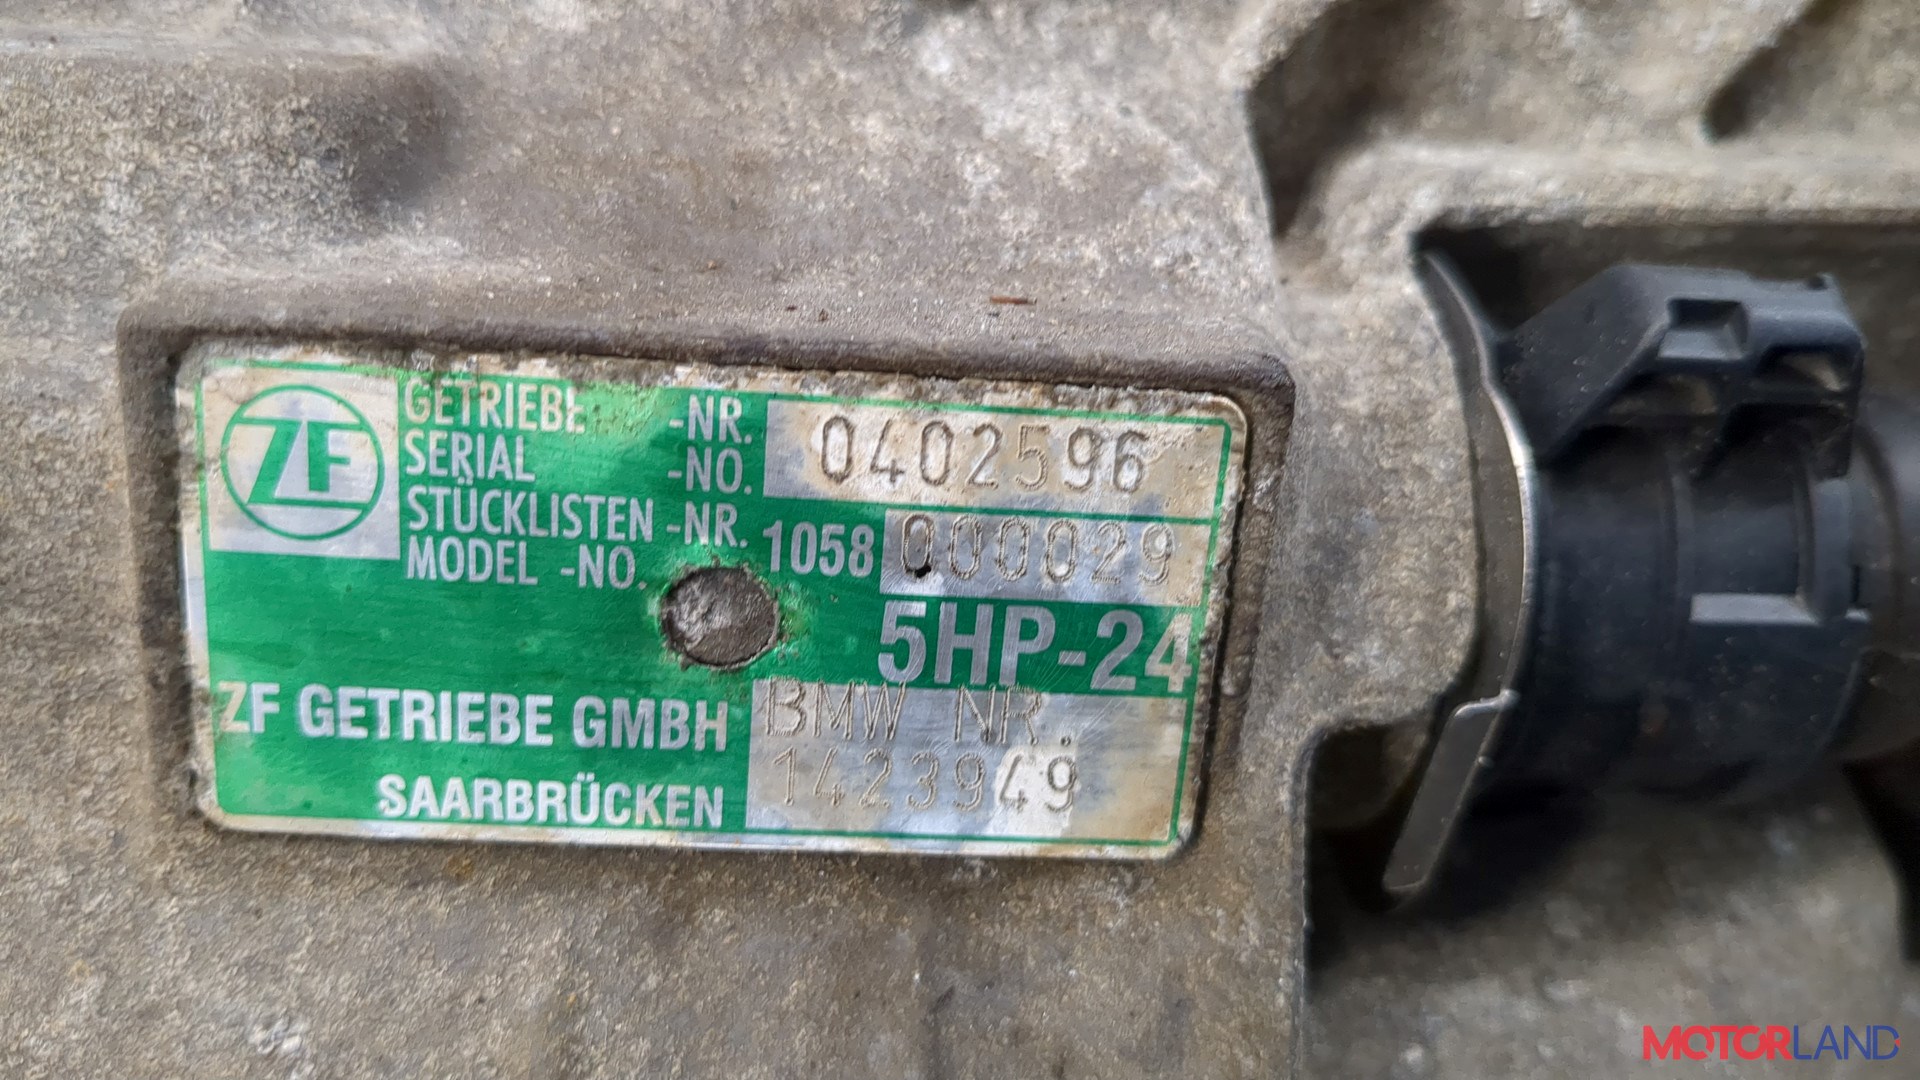 ZF
GETRIEBE -NR.
SERIAL -NO. 0402596
STÜCKLISTEN -NR.
MODEL -NO. 1058 000029
5HP-24
ZF GETRIEBE GMBH
SAARBRÜCKEN
BMW NR.
1423949
MOTORLAND